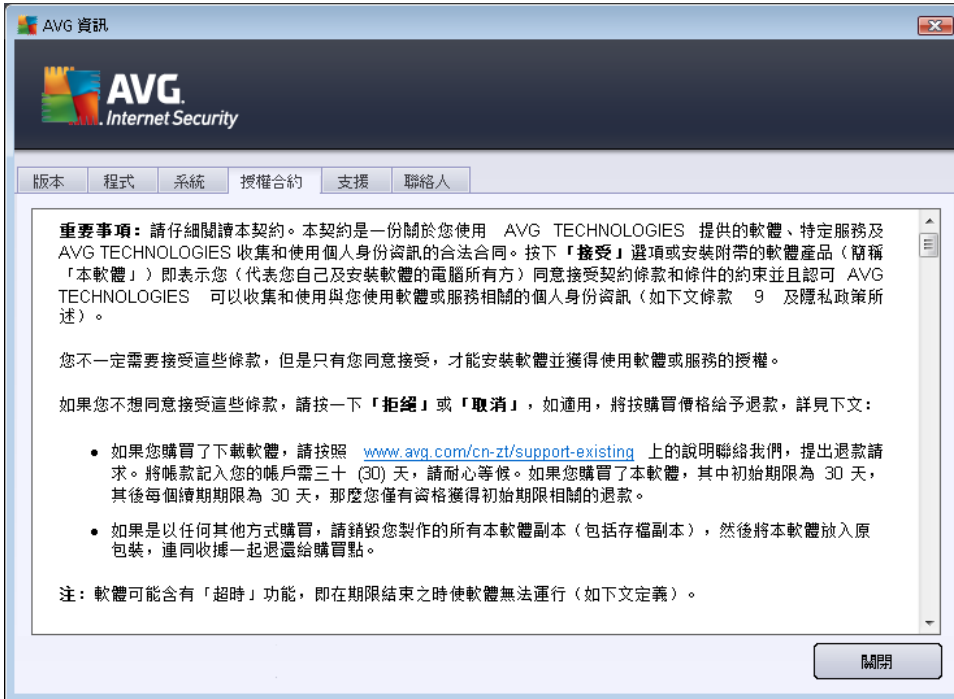 AVG 資訊
AVG.
Internet Security
版本 程式 系統 授權合約 支援 聯絡人
重要事項：請仔細閱讀本契約。本契約是一份關於您使用 AVG TECHNOLOGIES 提供的軟體、特定服務及
AVG TECHNOLOGIES 收集和使用個人身份資訊的合法合同。按下「接受」選項或安裝附帶的軟體產品（簡稱
「本軟體」）即表示您（代表您自己及安裝軟體的電腦所有方）同意接受契約條款和條件的約束並且認可 AVG
TECHNOLOGIES 可以收集和使用與您使用軟體或服務相關的個人身份資訊（如下文條款 9 及隱私政策所
述）。
您不一定需要接受這些條款，但是只有您同意接受，才能安裝軟體並獲得使用軟體或服務的授權。
如果您不想同意接受這些條款，請按一下「拒絕」或「取消」，如適用，將按購買價格給予退款，詳見下文：
• 如果您購買了下載軟體，請按照 www.avg.com/cn-zt/support-existing 上的說明聯絡我們，提出退款請
求。將帳款記入您的帳戶需三十 (30) 天，請耐心等候。如果您購買了本軟體，其中初始期限為 30 天，
其後每個續期期限為 30 天，那麼您僅有資格獲得初始期限相關的退款。
• 如果是以任何其他方式購買，請銷毀您製作的所有本軟體副本（包括存檔副本），然後將本軟體放入原
包裝，連同收據一起退還給購買點。
注：軟體可能含有「超時」功能，即在期限結束之時使軟體無法運行（如下文定義）。
關閉